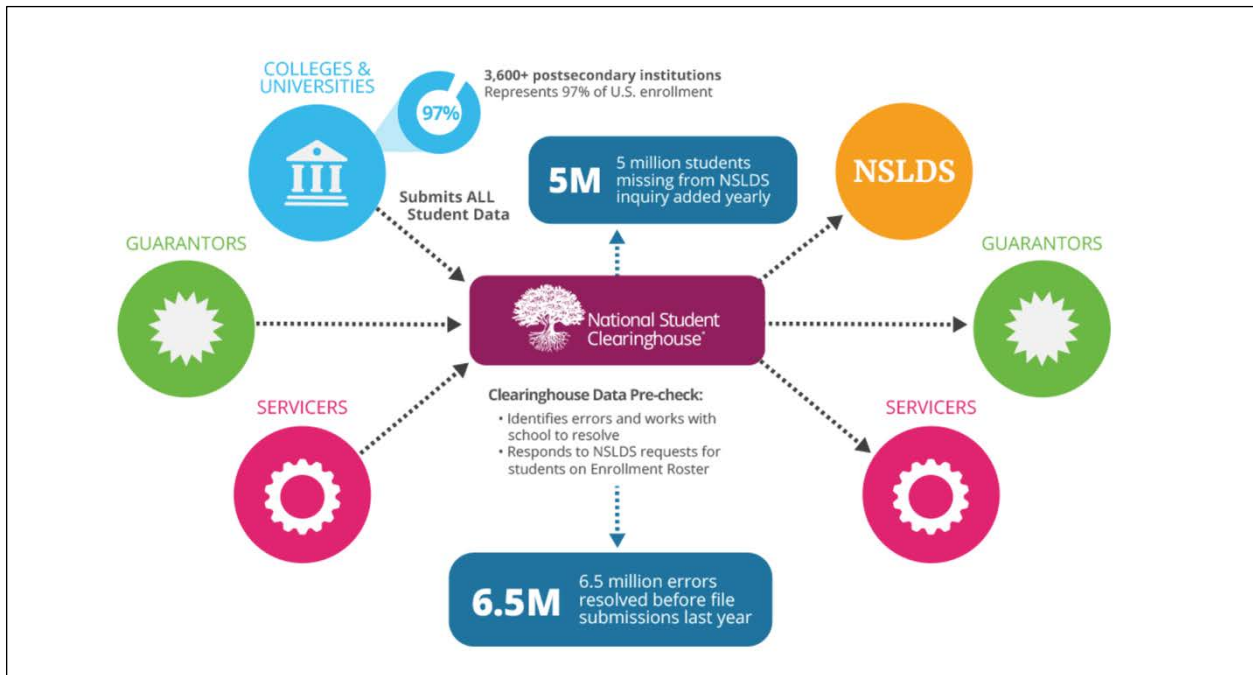 COLLEGES &
UNIVERSITIES
97%
3,600+ postsecondary institutions
Represents 97% of U.S. enrollment
5M
5 million students
missing from NSLDS
inquiry added yearly
NSLDS
Submits ALL
Student Data
GUARANTORS
GUARANTORS
National Student
Clearinghouse®
Clearinghouse Data Pre-check:
• Identifies errors and works with
school to resolve
• Responds to NSLDS requests for
students on Enrollment Roster
SERVICERS
SERVICERS
6.5M
6.5 million errors
resolved before file
submissions last year